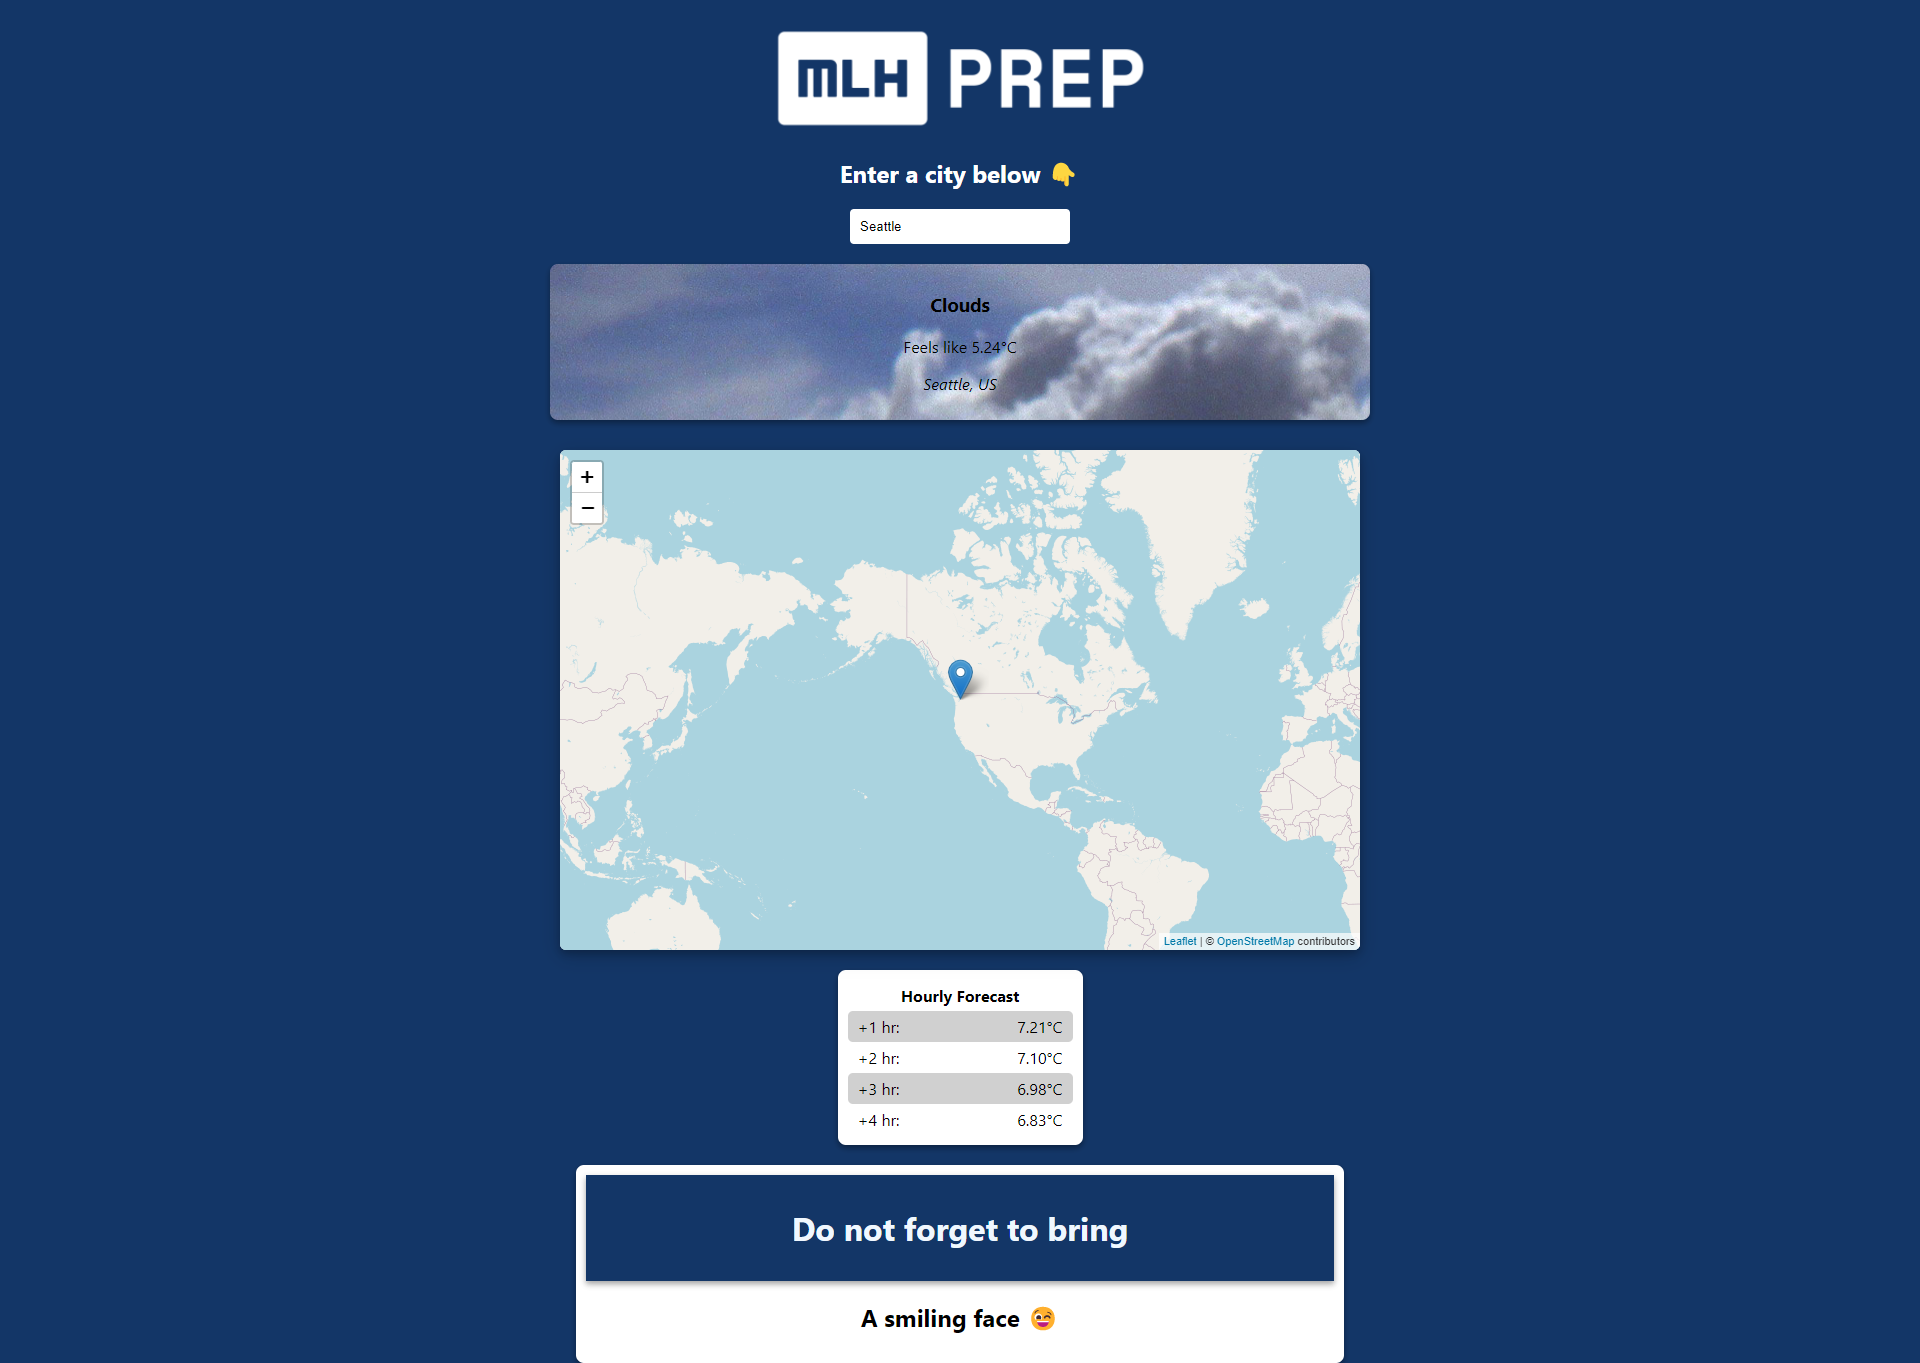 MLH PREP
Enter a city below 👇
Seattle
Clouds
Feels like 5.24°C
Seattle, US
+
−
Leaflet | © OpenStreetMap contributors
Hourly Forecast
+1 hr: 7.21°C
+2 hr: 7.10°C
+3 hr: 6.98°C
+4 hr: 6.83°C
Do not forget to bring
A smiling face 😉